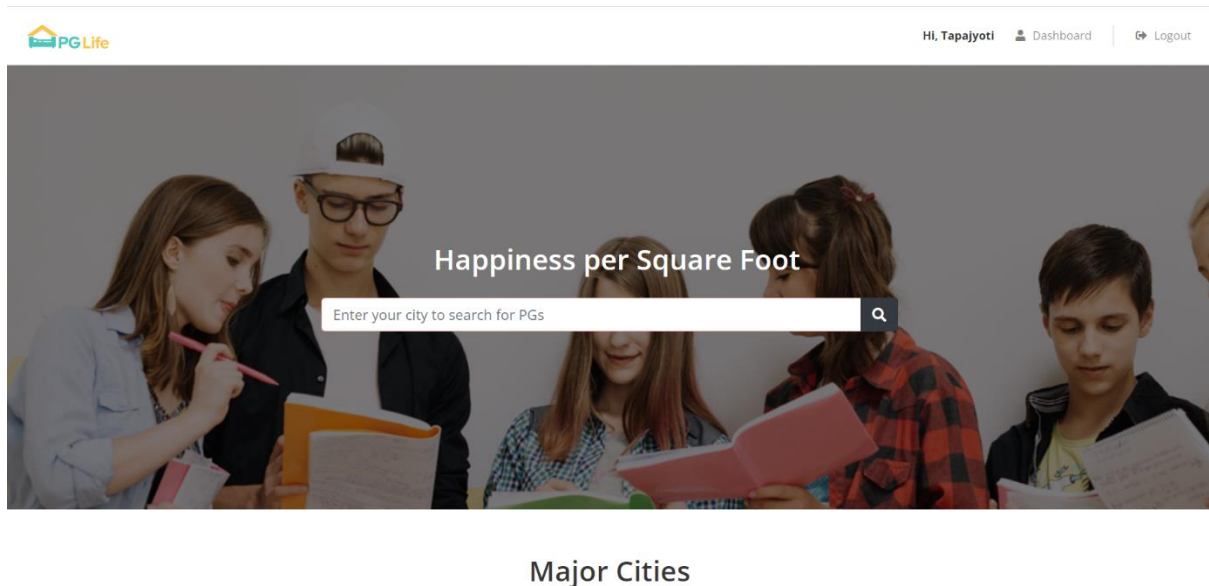 PG Life
Hi, Tapajyoti Dashboard Logout
Happiness per Square Foot
Enter your city to search for PGs
Major Cities